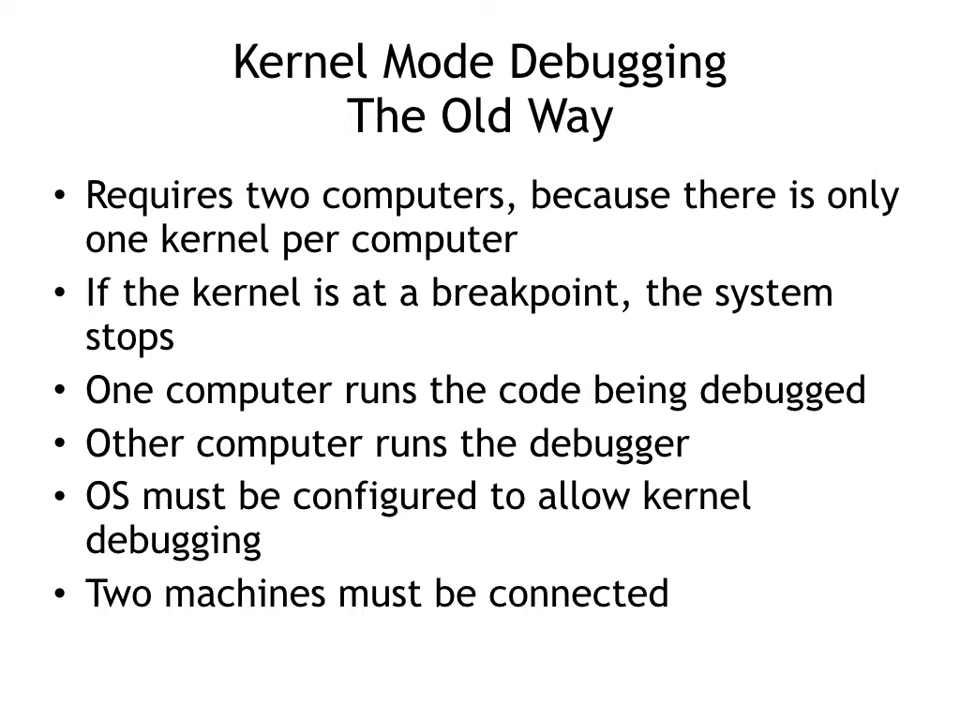 Kernel Mode Debugging
The Old Way
• Requires two computers, because there is only
one kernel per computer
• If the kernel is at a breakpoint, the system
stops
• One computer runs the code being debugged
• Other computer runs the debugger
• OS must be configured to allow kernel
debugging
• Two machines must be connected